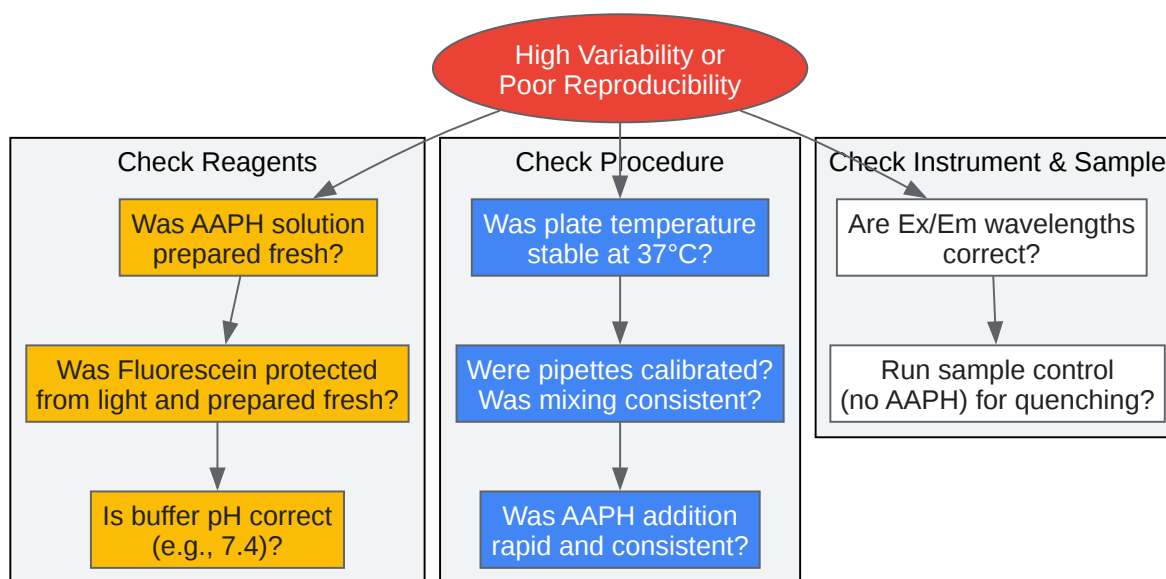 High Variability or
Poor Reproducibility
Check Reagents
Was AAPH solution
prepared fresh?
Was Fluorescein protected
from light and prepared fresh?
Is buffer pH correct
(e.g., 7.4)?
Check Procedure
Was plate temperature
stable at 37°C?
Were pipettes calibrated?
Was mixing consistent?
Was AAPH addition
rapid and consistent?
Check Instrument & Sample
Are Ex/Em wavelengths
correct?
Run sample control
(no AAPH) for quenching?